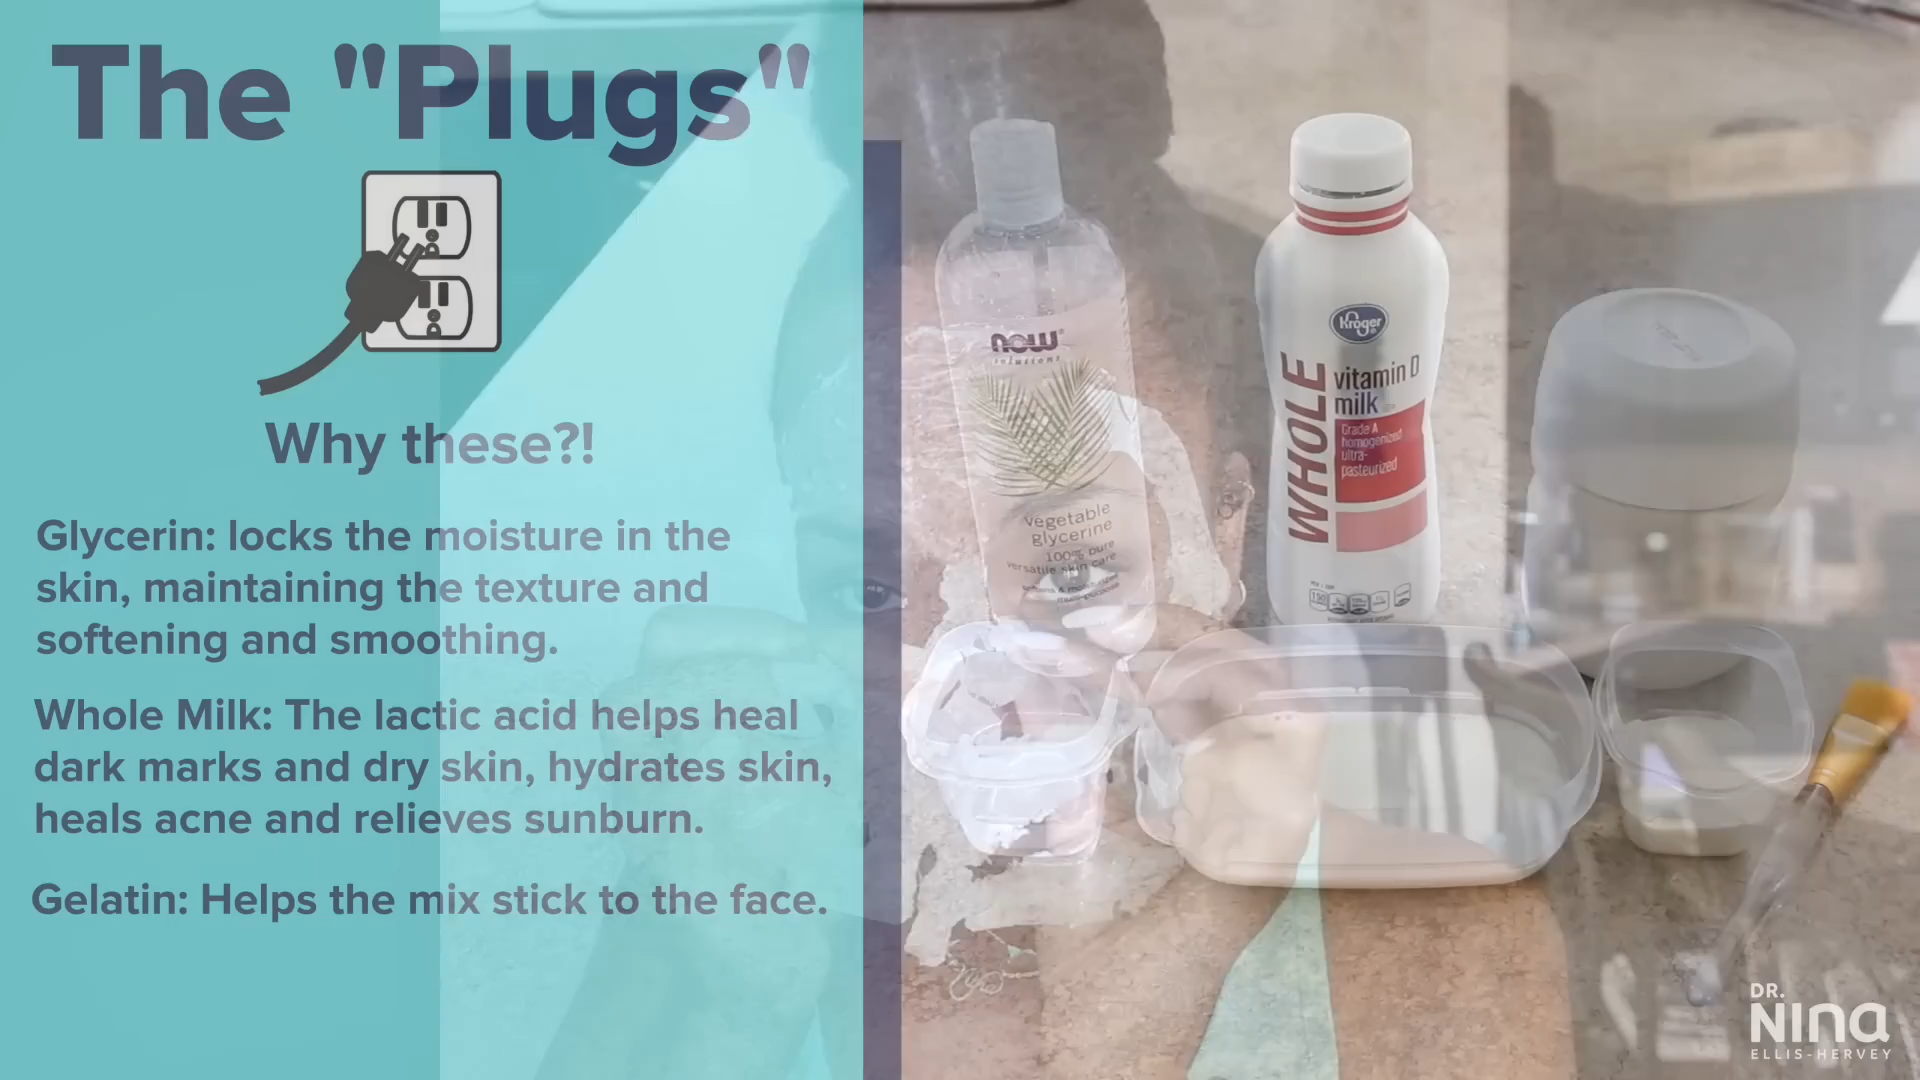 The "Plugs"
Why these?!
Glycerin: locks the moisture in the
skin, maintaining the texture and
softening and smoothing.
Whole Milk: The lactic acid helps heal
dark marks and dry skin, hydrates skin,
heals acne and relieves sunburn.
Gelatin: Helps the mix stick to the face.
now
solutions
vegetable
glycerine
100% pure
versatile skin care
Kroger
WHOLE
vitamin D
milk
Grade A
homogenized
ultra-
pasteurized
DR.
Nina
ELLIS-HERVEY